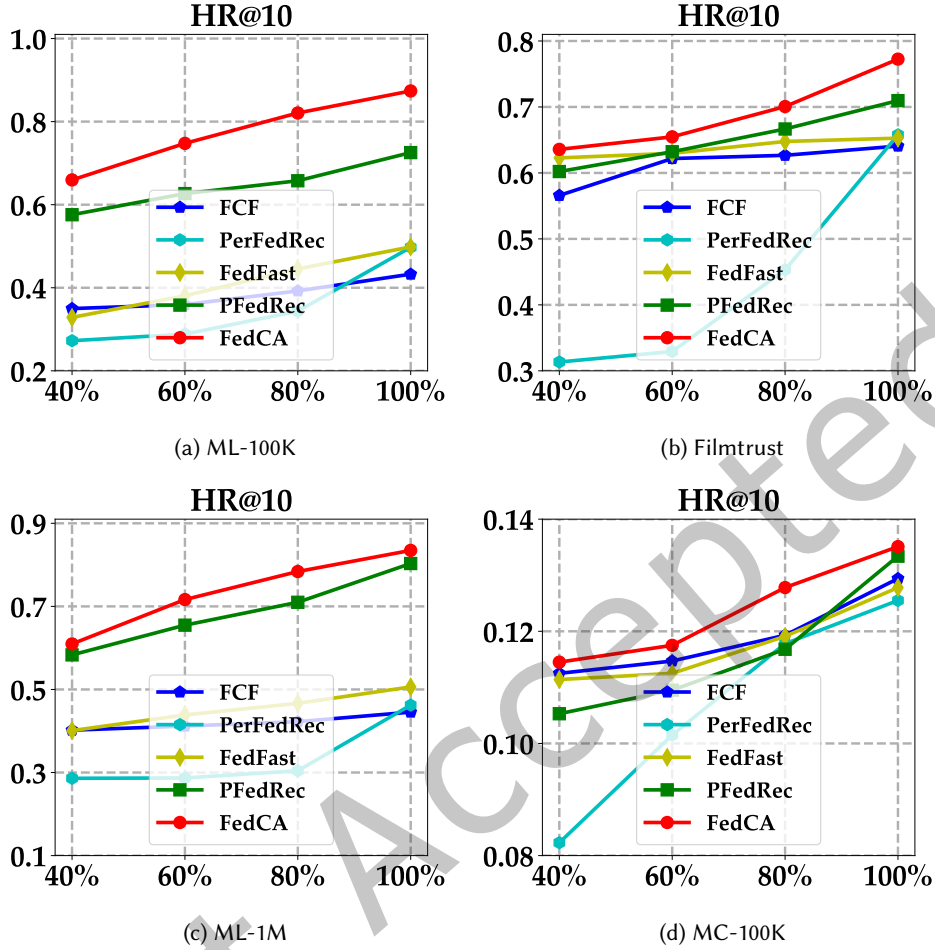 HR@10
1.0
0.8
0.6
0.4
0.2
FCF
PerFedRec
FedFast
PFedRec
FedCA
40% 60% 80% 100%
(a) ML-100K
HR@10
0.8
0.7
0.6
0.5
0.4
0.3
FCF
PerFedRec
FedFast
PFedRec
FedCA
40% 60% 80% 100%
(b) Filmtrust
HR@10
0.9
0.7
0.5
0.3
0.1
FCF
PerFedRec
FedFast
PFedRec
FedCA
40% 60% 80% 100%
(c) ML-1M
HR@10
0.14
0.12
0.10
0.08
FCF
PerFedRec
FedFast
PFedRec
FedCA
40% 60% 80% 100%
(d) MC-100K
Accepted